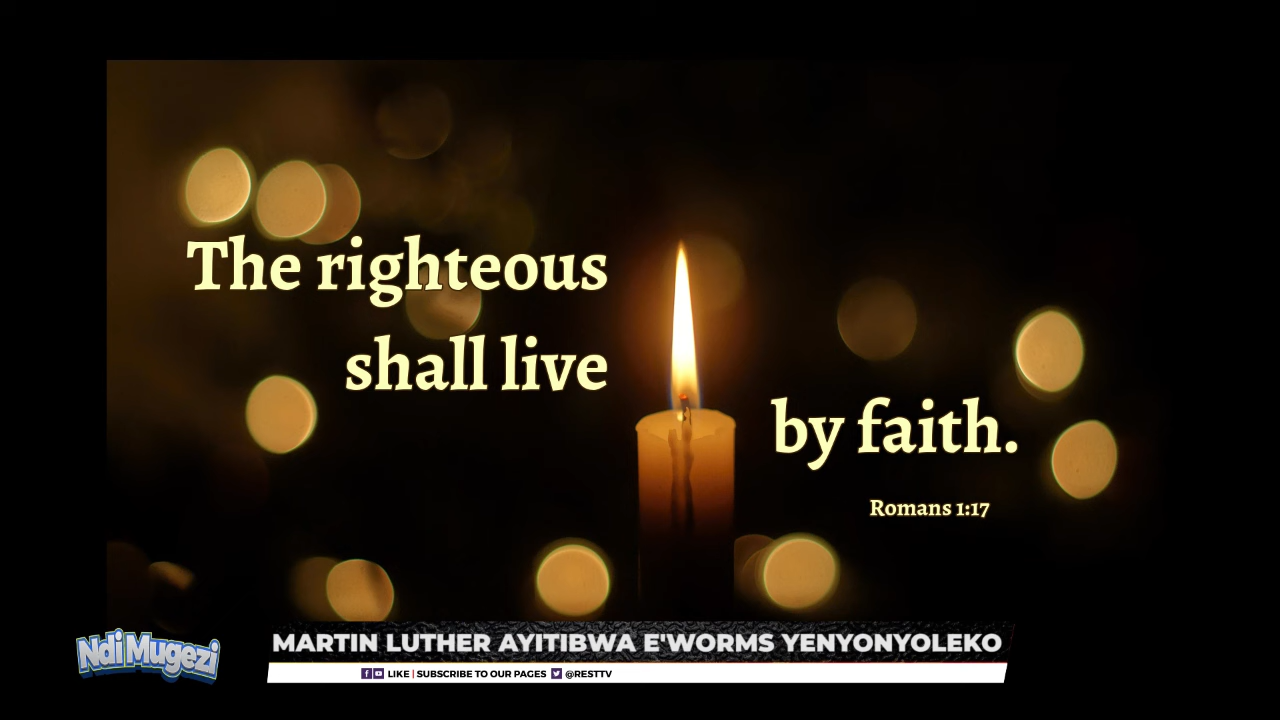 The righteous
shall live
by faith.
Romans 1:17
Ndi Mugezi
MARTIN LUTHER AYITIBWA E'WORMS YENYONYOLEKO
LIKE | SUBSCRIBE TO OUR PAGES @RESTTV